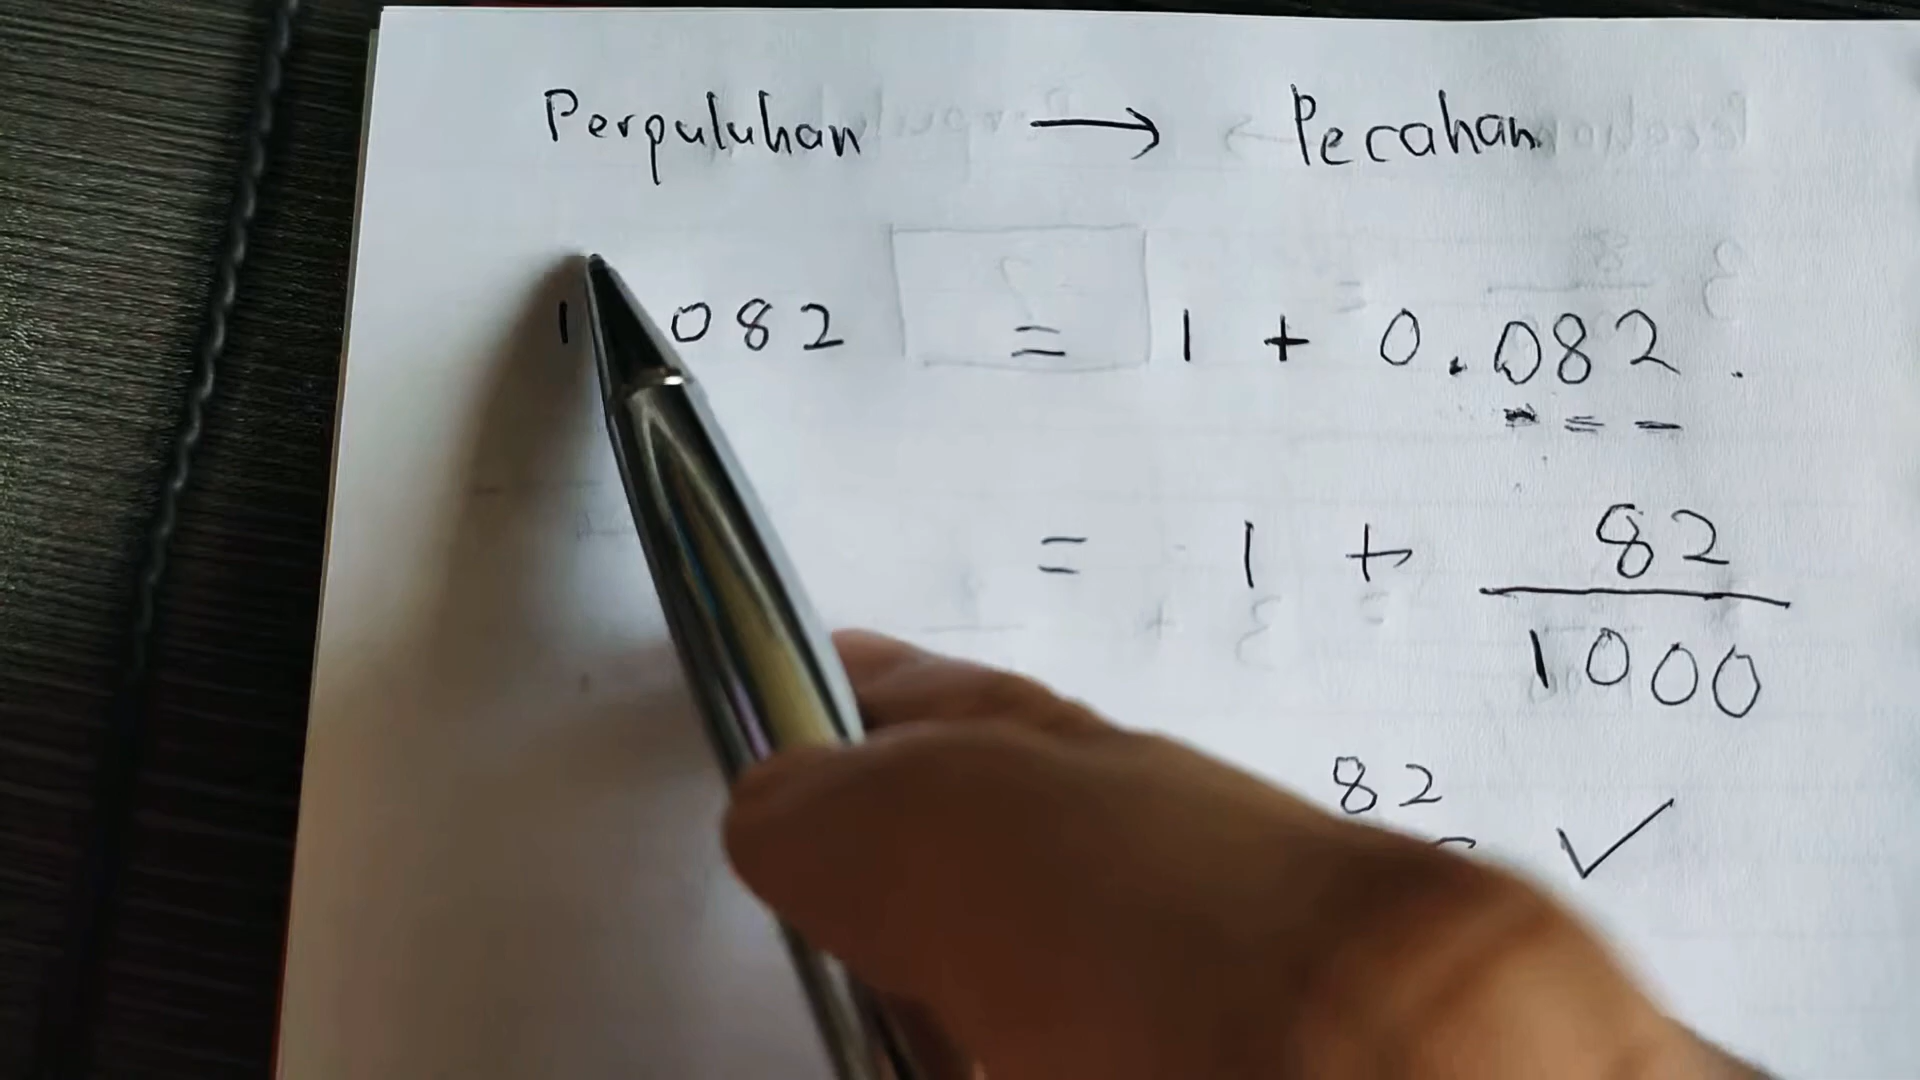 Perpuluhan → Pecahan
1 082 = 1 + 0.082
= 1 + 82/1000
82 ✓